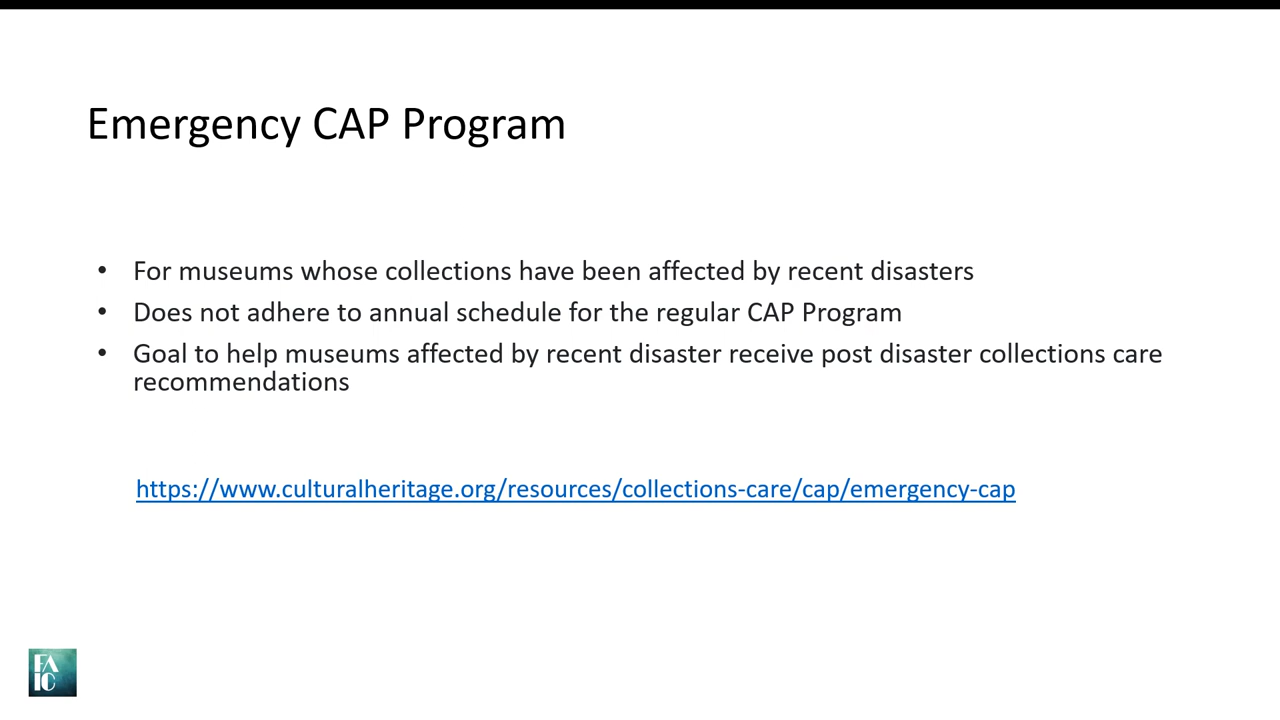 Emergency CAP Program
• For museums whose collections have been affected by recent disasters
• Does not adhere to annual schedule for the regular CAP Program
• Goal to help museums affected by recent disaster receive post disaster collections care
recommendations
https://www.culturalheritage.org/resources/collections-care/cap/emergency-cap
FA
IC